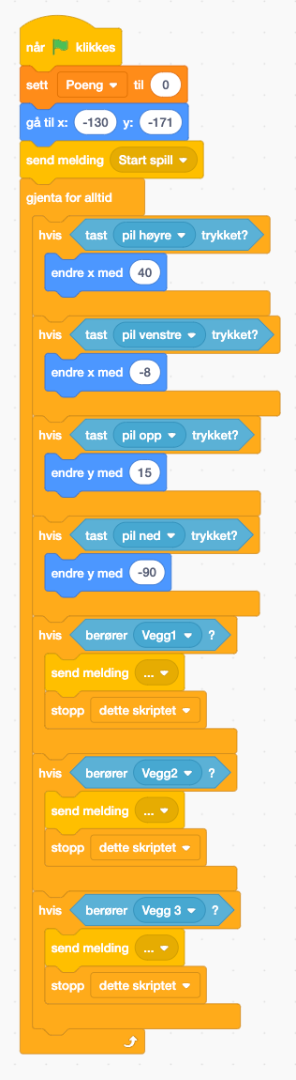 når klikkes
sett Poeng til 0
gå til x: -130 y: -171
send melding Start spill
gjenta for alltid
hvis tast pil høyre trykket?
endre x med 40
hvis tast pil venstre trykket?
endre x med -8
hvis tast pil opp trykket?
endre y med 15
hvis tast pil ned trykket?
endre y med -90
hvis berører Vegg1 ?
send melding ...
stopp dette skriptet
hvis berører Vegg2 ?
send melding ...
stopp dette skriptet
hvis berører Vegg 3 ?
send melding ...
stopp dette skriptet